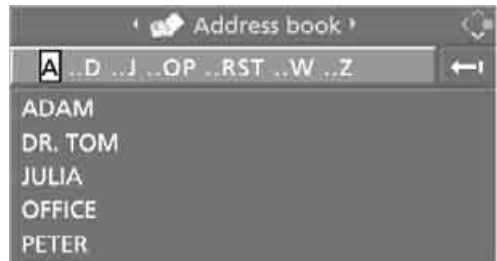 Address book
A ..D ..J ..OP ..RST ..W ..Z
ADAM
DR. TOM
JULIA
OFFICE
PETER